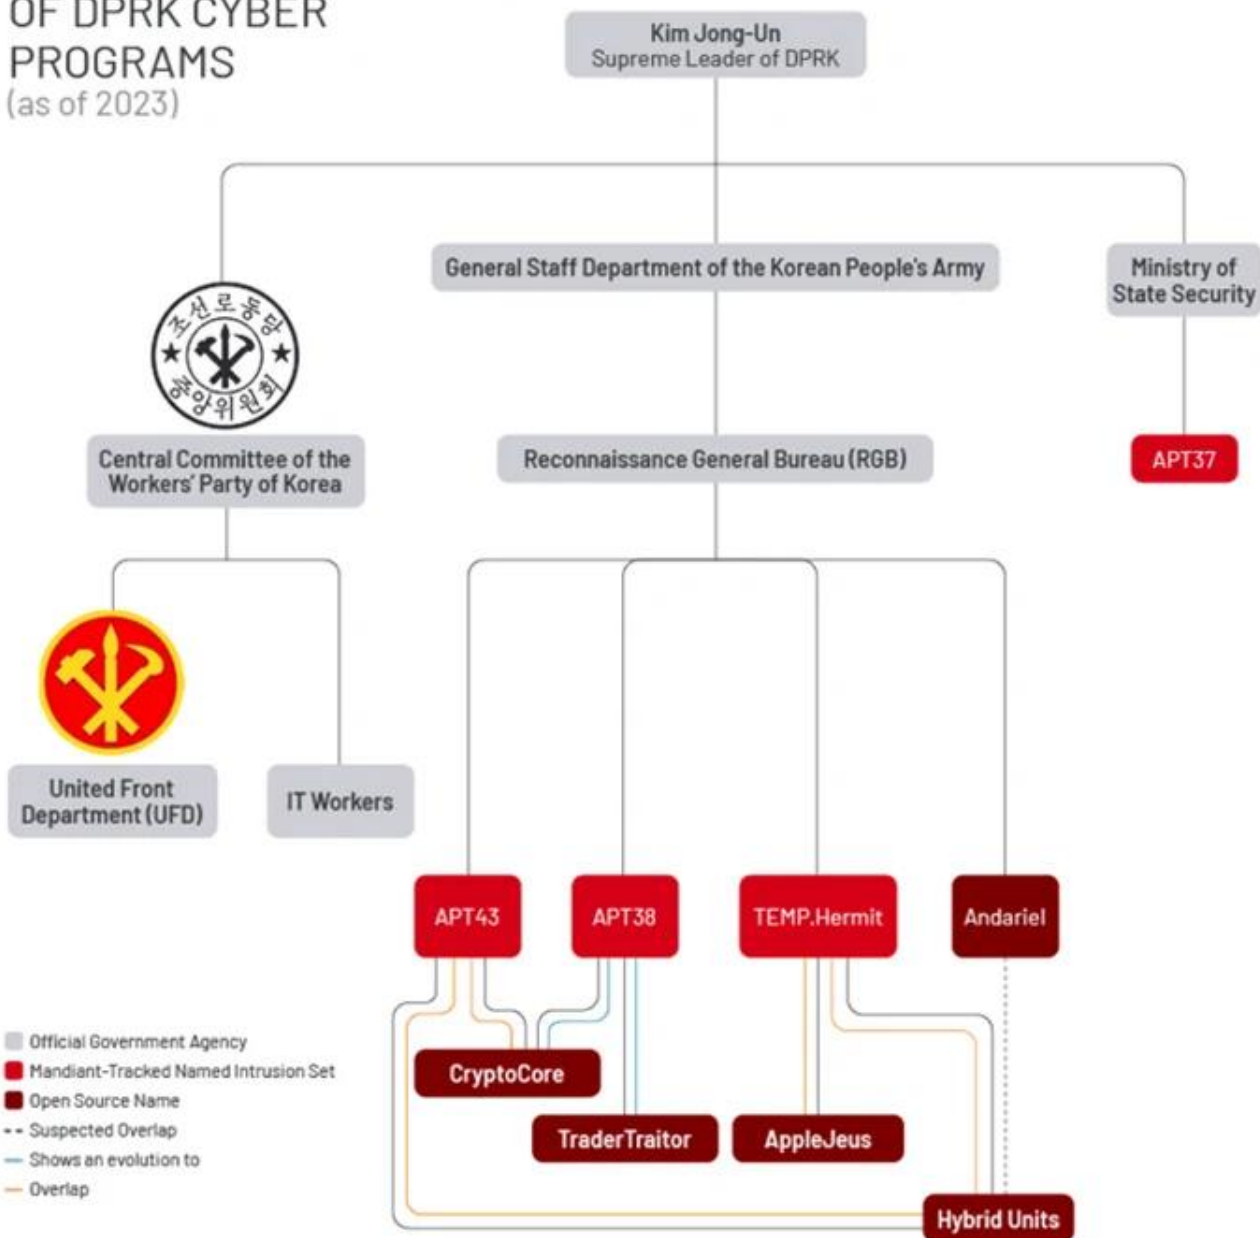 OF DPRK CYBER
PROGRAMS
(as of 2023)
Kim Jong-Un
Supreme Leader of DPRK
General Staff Department of the Korean People's Army
Ministry of
State Security
조선로동당
중앙위원회
Central Committee of the
Workers' Party of Korea
Reconnaissance General Bureau (RGB)
APT37
United Front
Department (UFD)
IT Workers
APT43
APT38
TEMP.Hermit
Andariel
CryptoCore
TraderTraitor
AppleJeus
Hybrid Units
Official Government Agency
Mandiant-Tracked Named Intrusion Set
Open Source Name
Suspected Overlap
Shows an evolution to
Overlap